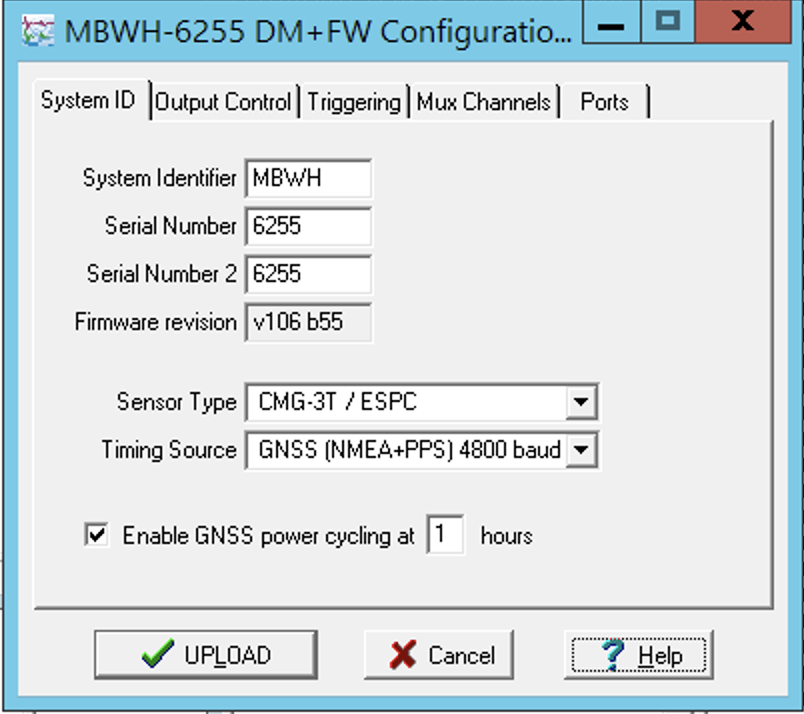 MBWH-6255 DM+FW Configuratio...
System ID Output Control Triggering Mux Channels Ports
System Identifier MBWH
Serial Number 6255
Serial Number 2 6255
Firmware revision v106 b55
Sensor Type CMG-3T / ESPC
Timing Source GNSS (NMEA+PPS) 4800 baud
Enable GNSS power cycling at 1 hours
UPLOAD Cancel Help